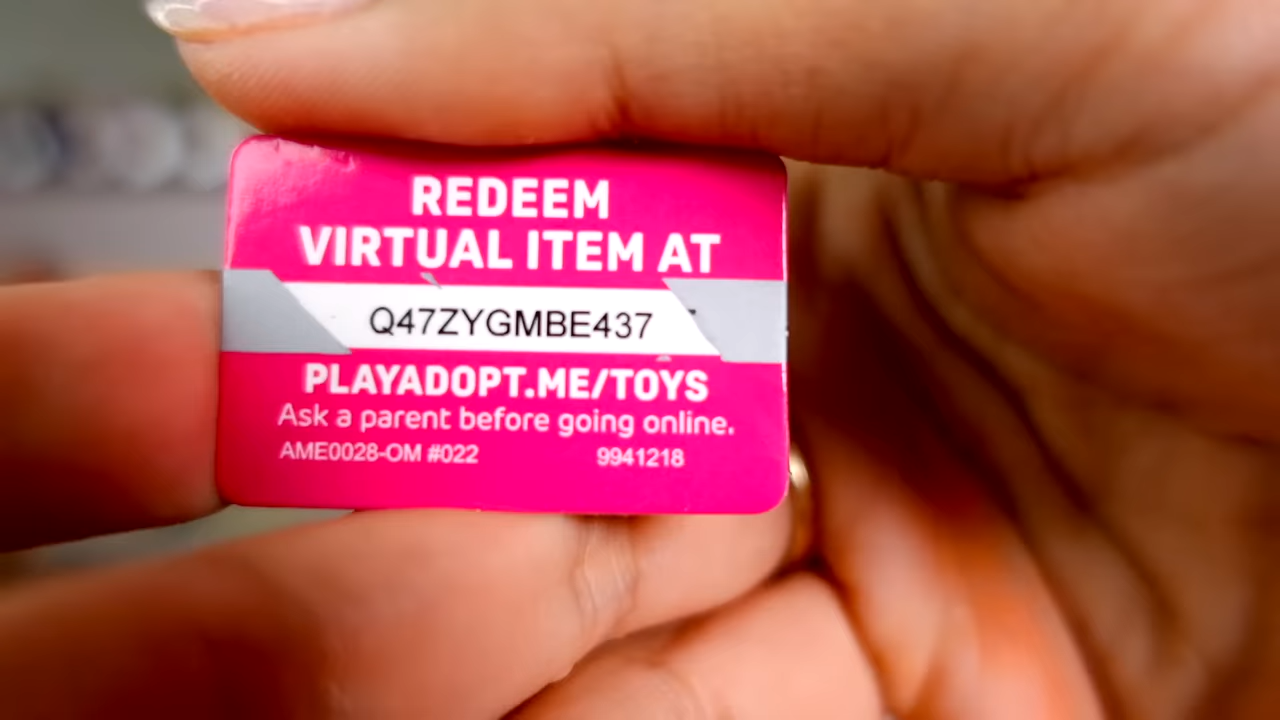 REDEEM
VIRTUAL ITEM AT
Q47ZYGMBE437
PLAYADOPT.ME/TOYS
Ask a parent before going online.
AME0028-OM #022 9941218